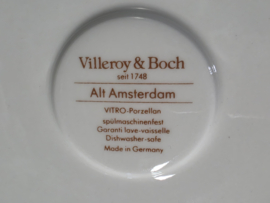 Villeroy & Boch
seit 1748
Alt Amsterdam
VITRO-Porzellan
spülmaschinenfest
Garanti lave-vaisselle
Dishwasher-safe
Made in Germany